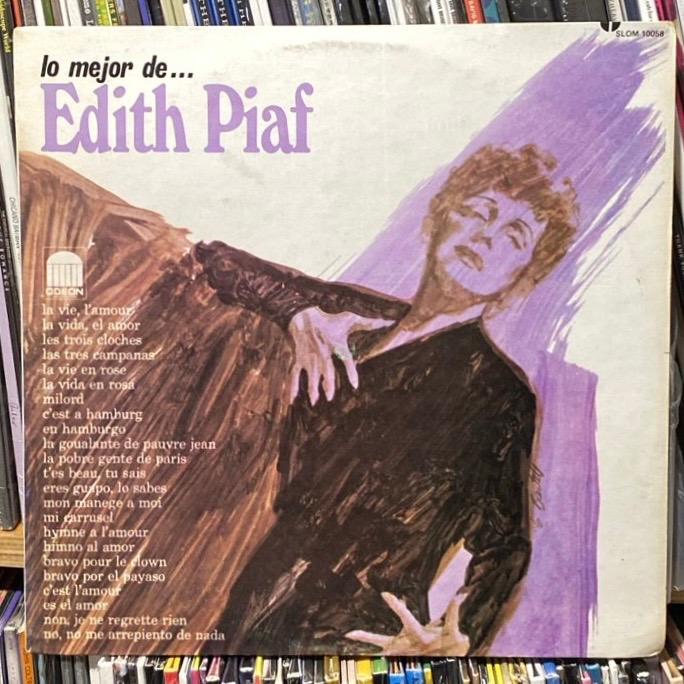 SLOM 10058
lo mejor de...
Edith Piaf
ODEON
la vie, l'amour
la vida, el amor
les trois cloches
las tres campanas
la vie en rose
la vida en rosa
milord
c'est a hamburg
en hamburgo
la goualante de pauvre jean
la pobre gente de paris
t'es beau, tu sais
eres guapo, lo sabes
mon manege a moi
mi carrusel
hymne a l'amour
himno al amor
bravo pour le clown
bravo por el payaso
c'est l'amour
es el amor
non, je ne regrette rien
no, no me arrepiento de nada